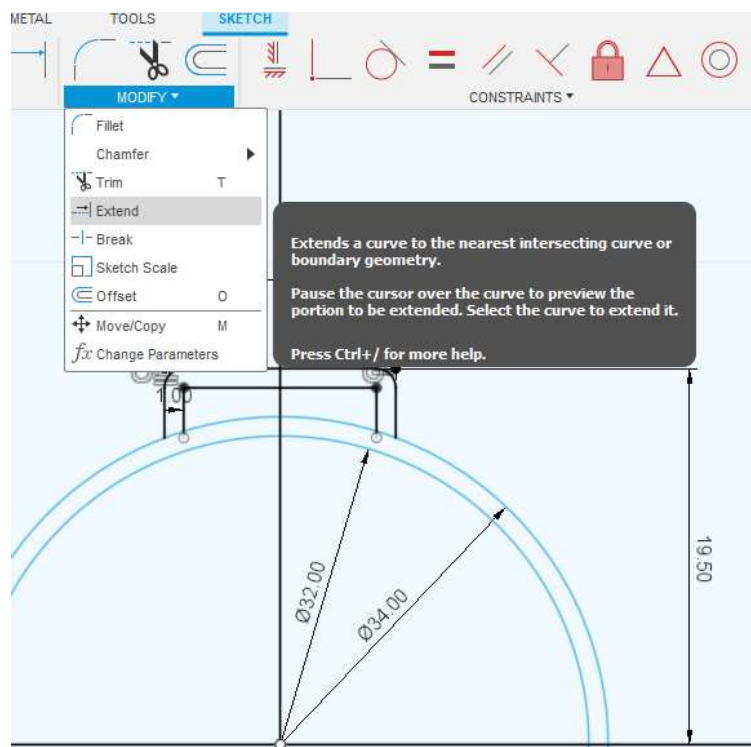 METAL TOOLS SKETCH
MODIFY ▾ CONSTRAINTS ▾
Fillet
Chamfer
Trim T
Extend
Break
Sketch Scale
Offset O
Move/Copy M
fx Change Parameters
Extends a curve to the nearest intersecting curve or
boundary geometry.
Pause the cursor over the curve to preview the
portion to be extended. Select the curve to extend it.
Press Ctrl+/ for more help.
1.00
19.50
Ø32.00
Ø34.00